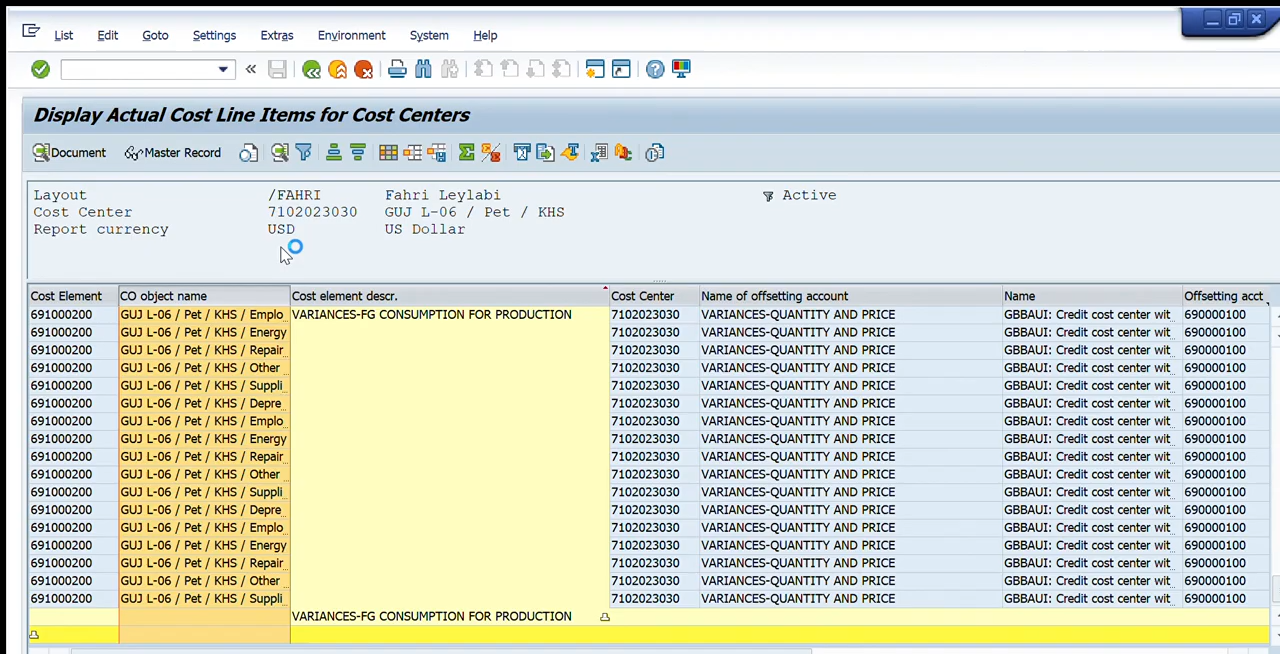 List Edit Goto Settings Extras Environment System Help
Display Actual Cost Line Items for Cost Centers
Document Master Record
Layout /FAHRI Fahri Leylabi Active
Cost Center 7102023030 GUJ L-06 / Pet / KHS
Report currency USD US Dollar
Cost Element CO object name Cost element descr. Cost Center Name of offsetting account Name Offsetting acct
691000200 GUJ L-06 / Pet / KHS / Emplo VARIANCES-FG CONSUMPTION FOR PRODUCTION 7102023030 VARIANCES-QUANTITY AND PRICE GBBAUI: Credit cost center wit 690000100
691000200 GUJ L-06 / Pet / KHS / Energy 7102023030 VARIANCES-QUANTITY AND PRICE GBBAUI: Credit cost center wit 690000100
691000200 GUJ L-06 / Pet / KHS / Repair 7102023030 VARIANCES-QUANTITY AND PRICE GBBAUI: Credit cost center wit 690000100
691000200 GUJ L-06 / Pet / KHS / Other 7102023030 VARIANCES-QUANTITY AND PRICE GBBAUI: Credit cost center wit 690000100
691000200 GUJ L-06 / Pet / KHS / Suppli 7102023030 VARIANCES-QUANTITY AND PRICE GBBAUI: Credit cost center wit 690000100
691000200 GUJ L-06 / Pet / KHS / Depre 7102023030 VARIANCES-QUANTITY AND PRICE GBBAUI: Credit cost center wit 690000100
691000200 GUJ L-06 / Pet / KHS / Emplo 7102023030 VARIANCES-QUANTITY AND PRICE GBBAUI: Credit cost center wit 690000100
691000200 GUJ L-06 / Pet / KHS / Energy 7102023030 VARIANCES-QUANTITY AND PRICE GBBAUI: Credit cost center wit 690000100
691000200 GUJ L-06 / Pet / KHS / Repair 7102023030 VARIANCES-QUANTITY AND PRICE GBBAUI: Credit cost center wit 690000100
691000200 GUJ L-06 / Pet / KHS / Other 7102023030 VARIANCES-QUANTITY AND PRICE GBBAUI: Credit cost center wit 690000100
691000200 GUJ L-06 / Pet / KHS / Suppli 7102023030 VARIANCES-QUANTITY AND PRICE GBBAUI: Credit cost center wit 690000100
691000200 GUJ L-06 / Pet / KHS / Depre 7102023030 VARIANCES-QUANTITY AND PRICE GBBAUI: Credit cost center wit 690000100
691000200 GUJ L-06 / Pet / KHS / Emplo 7102023030 VARIANCES-QUANTITY AND PRICE GBBAUI: Credit cost center wit 690000100
691000200 GUJ L-06 / Pet / KHS / Energy 7102023030 VARIANCES-QUANTITY AND PRICE GBBAUI: Credit cost center wit 690000100
691000200 GUJ L-06 / Pet / KHS / Repair 7102023030 VARIANCES-QUANTITY AND PRICE GBBAUI: Credit cost center wit 690000100
691000200 GUJ L-06 / Pet / KHS / Other 7102023030 VARIANCES-QUANTITY AND PRICE GBBAUI: Credit cost center wit 690000100
691000200 GUJ L-06 / Pet / KHS / Suppli 7102023030 VARIANCES-QUANTITY AND PRICE GBBAUI: Credit cost center wit 690000100
VARIANCES-FG CONSUMPTION FOR PRODUCTION